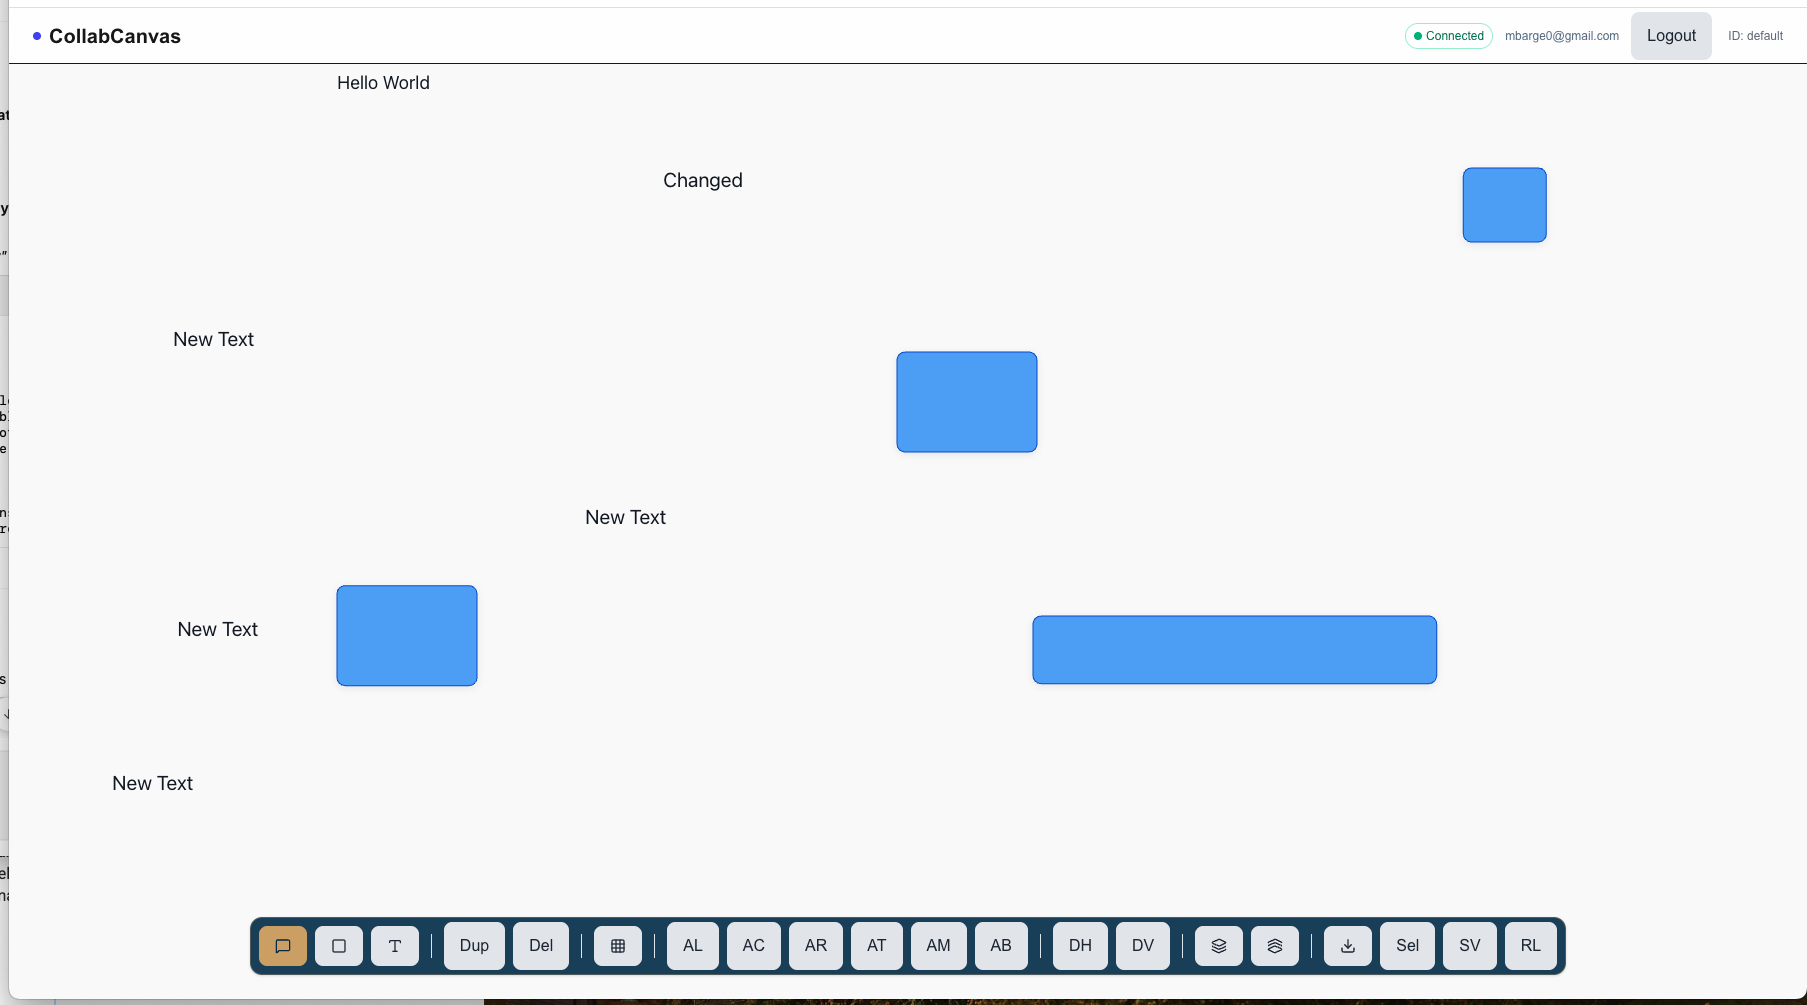 CollabCanvas
Connected
mbarge0@gmail.com
Logout
ID: default
Hello World
Changed
New Text
New Text
New Text
New Text
Dup
Del
AL
AC
AR
AT
AM
AB
DH
DV
Sel
SV
RL